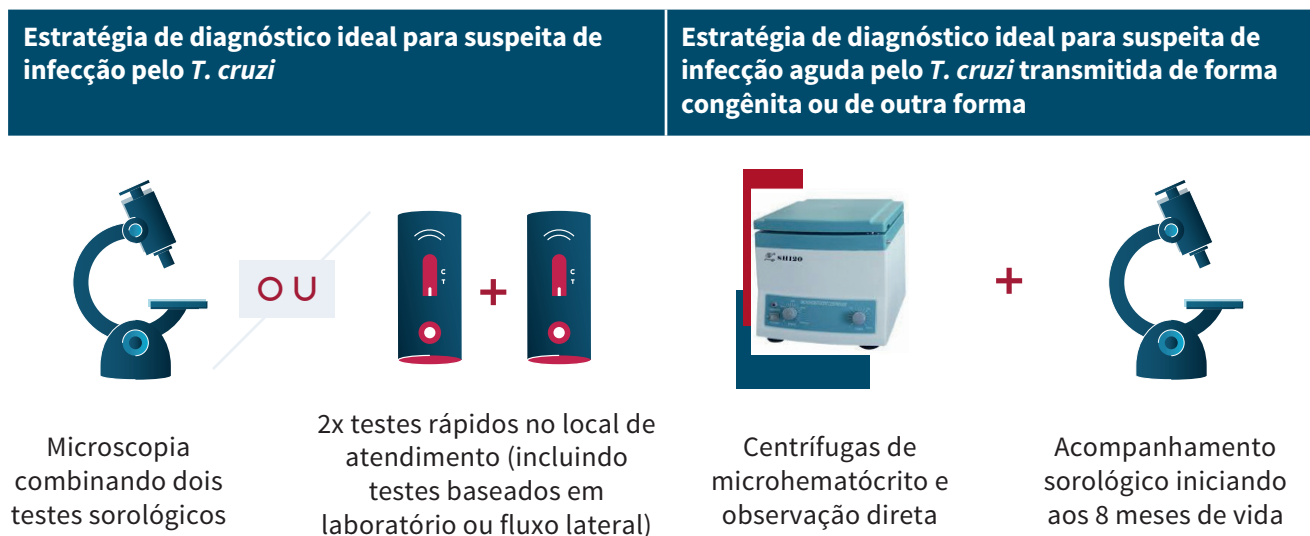 Estratégia de diagnóstico ideal para suspeita de
infecção pelo T. cruzi
Estratégia de diagnóstico ideal para suspeita de
infecção aguda pelo T. cruzi transmitida de forma
congênita ou de outra forma
OU
C
T
+
C
T
SH120
+
Microscopia
combinando dois
testes sorológicos
2x testes rápidos no local de
atendimento (incluindo
testes baseados em
laboratório ou fluxo lateral)
Centrífugas de
microhematócrito e
observação direta
Acompanhamento
sorológico iniciando
aos 8 meses de vida